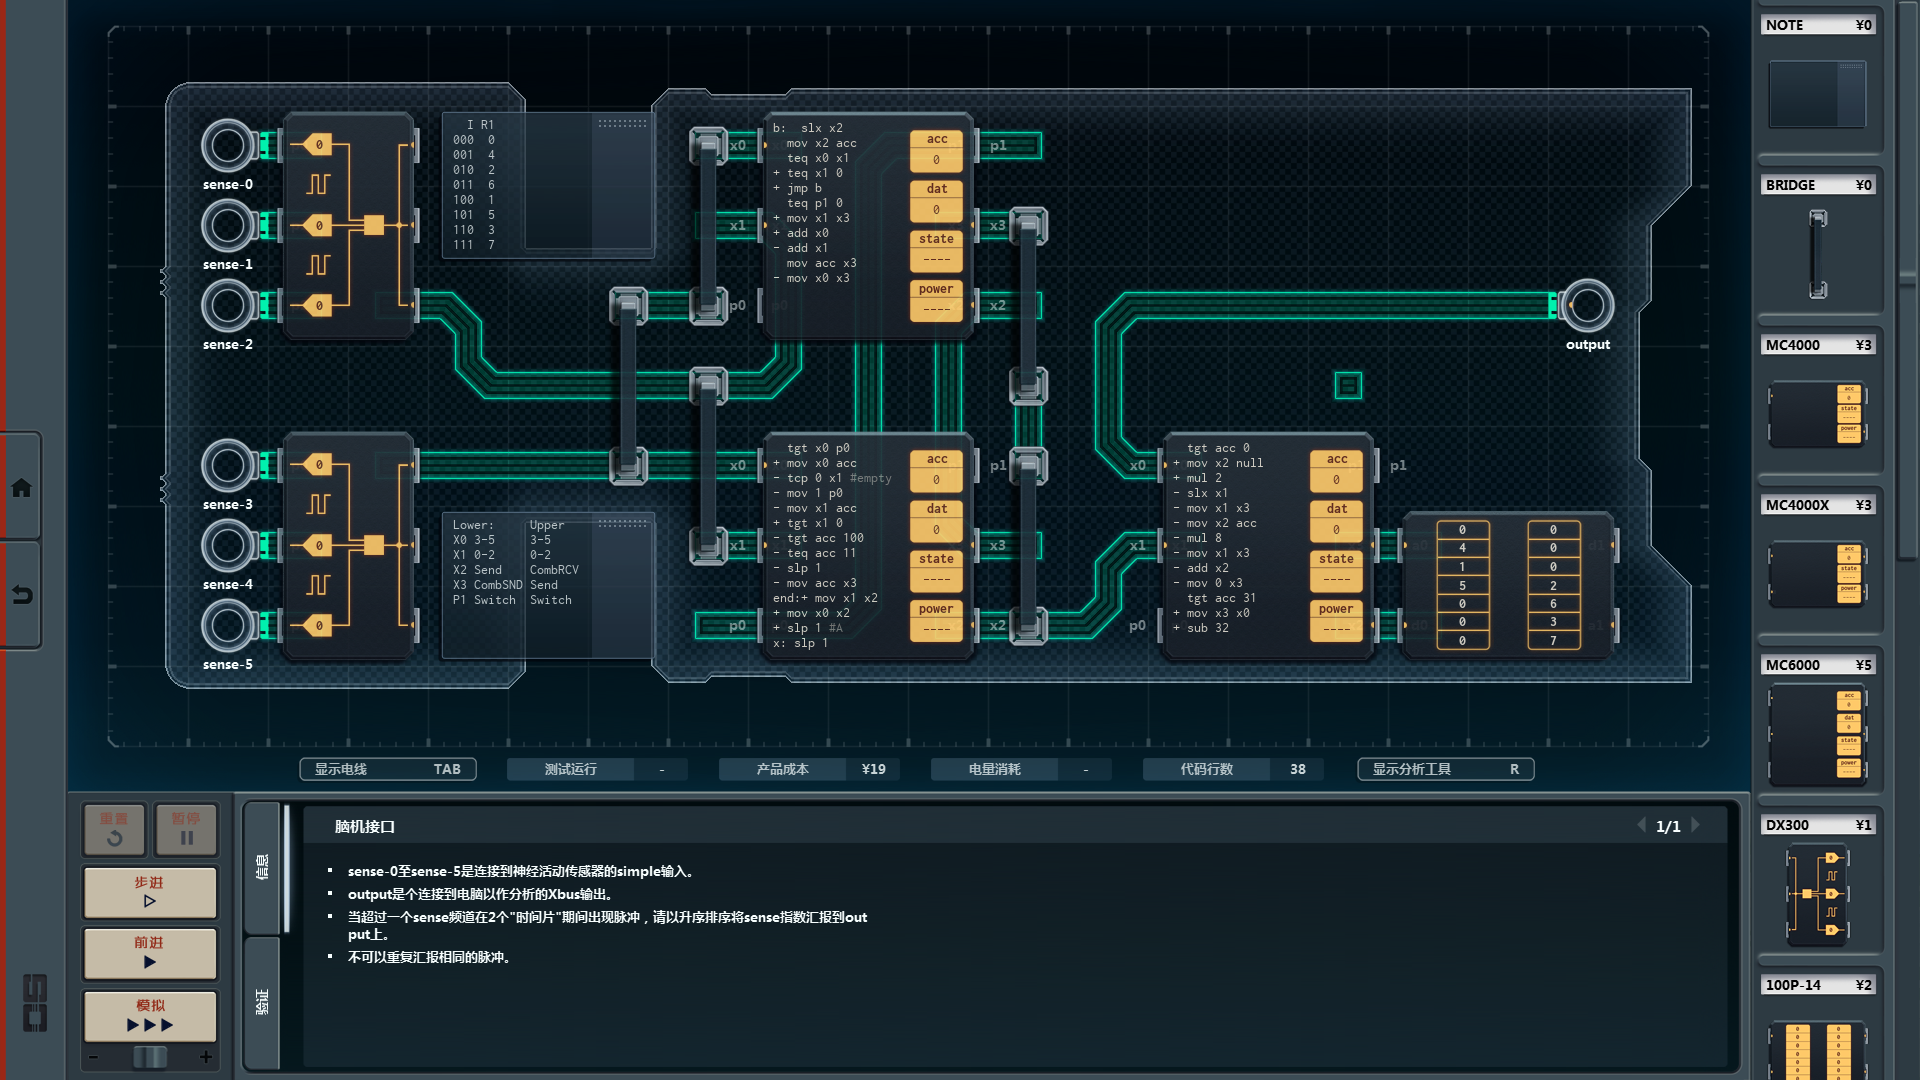 NOTE ¥0
BRIDGE ¥0
MC4000 ¥3
MC4000X ¥3
MC6000 ¥5
DX300 ¥1
100P-14 ¥2
sense-0
sense-1
sense-2
sense-3
sense-4
sense-5
output
I R1
000 0
001 4
010 2
011 6
100 1
101 5
110 3
111 7
Lower: Upper
X0 3-5 3-5
X1 0-2 0-2
X2 Send CombRCV
X3 CombSND Send
P1 Switch Switch
x0
x1
p0
p1
x3
x2
b: slx x2
mov x2 acc
teq x0 x1
+ teq x1 0
+ jmp b
teq p1 0
+ mov x1 x3
+ add x0
- add x1
mov acc x3
- mov x0 x3
acc
0
dat
0
state
----
power
----
x0
x1
p0
p1
x3
x2
tgt x0 p0
+ mov x0 acc
- tcp 0 x1 #empty
- mov 1 p0
- mov x1 acc
+ tgt x1 0
- tgt acc 100
- teq acc 11
- slp 1
- mov acc x3
end:+ mov x1 x2
+ mov x0 x2
+ slp 1 #A
x: slp 1
acc
0
dat
0
state
----
power
----
x0
x1
p0
p1
tgt acc 0
+ mov x2 null
+ mul 2
- slx x1
- mov x1 x3
- mov x2 acc
- mul 8
- mov x1 x3
- add x2
- mov 0 x3
tgt acc 31
+ mov x3 x0
+ sub 32
acc
0
dat
0
state
----
power
----
0 0
4 0
1 0
5 2
0 6
0 3
0 7
显示电线 TAB
测试运行 -
产品成本 ¥19
电量消耗 -
代码行数 38
显示分析工具 R
重置
暂停
步进
前进
模拟
- +
信息
验证
脑机接口
1/1
▪ sense-0至sense-5是连接到神经活动传感器的simple输入。
▪ output是个连接到电脑以作分析的Xbus输出。
▪ 当超过一个sense频道在2个"时间片"期间出现脉冲，请以升序排序将sense指数汇报到out
put上。
▪ 不可以重复汇报相同的脉冲。